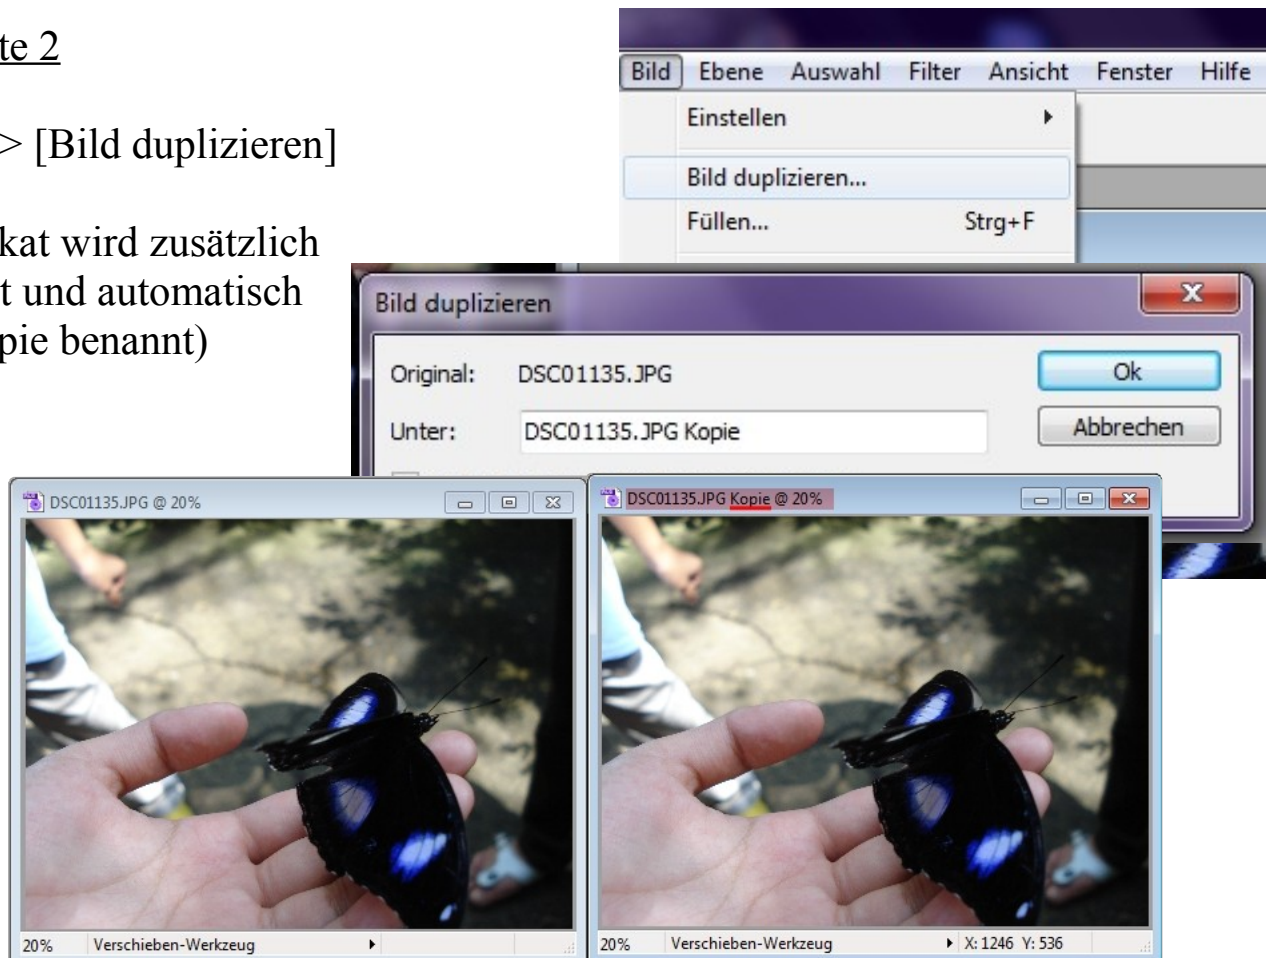 te 2
> [Bild duplizieren]
kat wird zusätzlich
t und automatisch
pie benannt)
Bild Ebene Auswahl Filter Ansicht Fenster Hilfe
Einstellen
Bild duplizieren...
Füllen... Strg+F
Bild duplizieren
Original: DSC01135.JPG Ok
Unter: DSC01135.JPG Kopie Abbrechen
DSC01135.JPG @ 20%
20% Verschieben-Werkzeug
DSC01135.JPG Kopie @ 20%
20% Verschieben-Werkzeug X: 1246 Y: 536